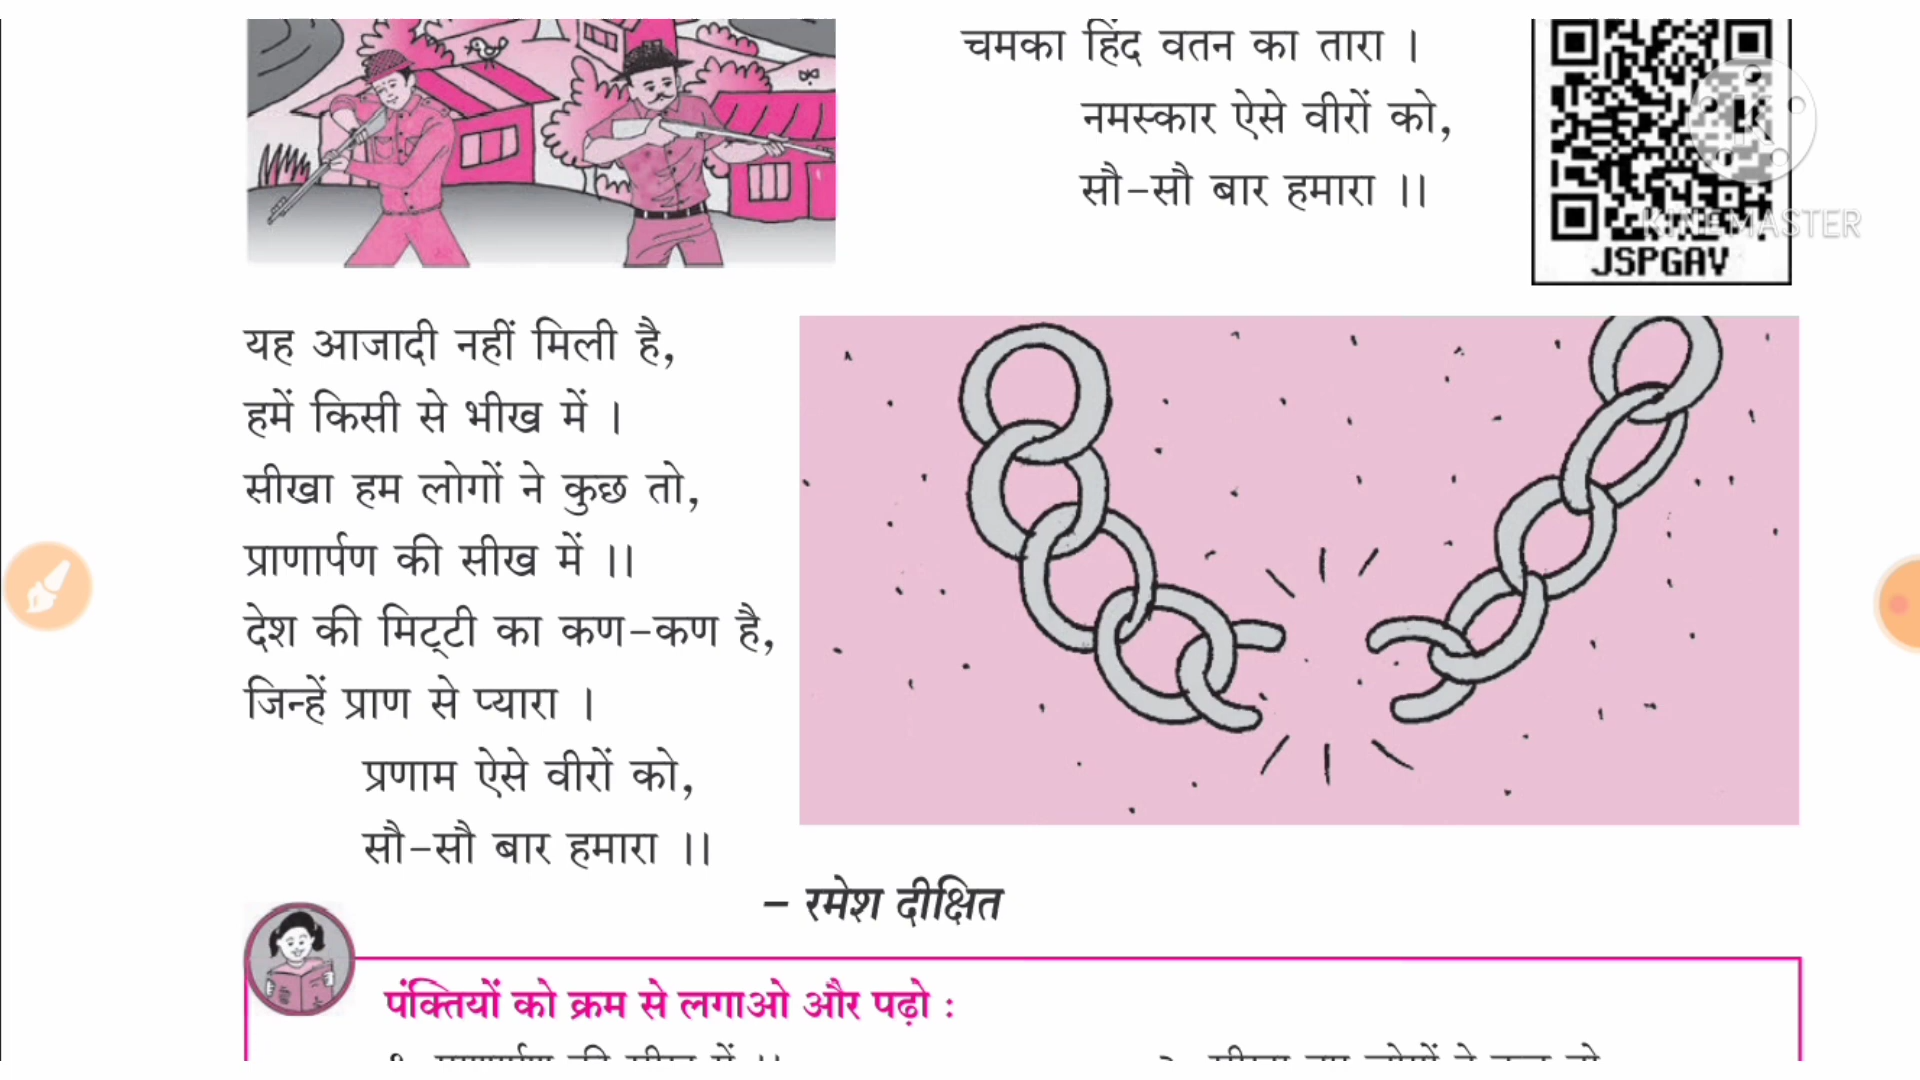 चमका हिंद वतन का तारा ।
नमस्कार ऐसे वीरों को,
सौ-सौ बार हमारा ।।
K
KINEMASTER
JSPGAV
यह आजादी नहीं मिली है,
हमें किसी से भीख में ।
सीखा हम लोगों ने कुछ तो,
प्राणार्पण की सीख में ।।
देश की मिट्‌टी का कण-कण है,
जिन्हें प्राण से प्यारा ।
प्रणाम ऐसे वीरों को,
सौ-सौ बार हमारा ।।
– रमेश दीक्षित
पंक्तियों को क्रम से लगाओ और पढ़ो :